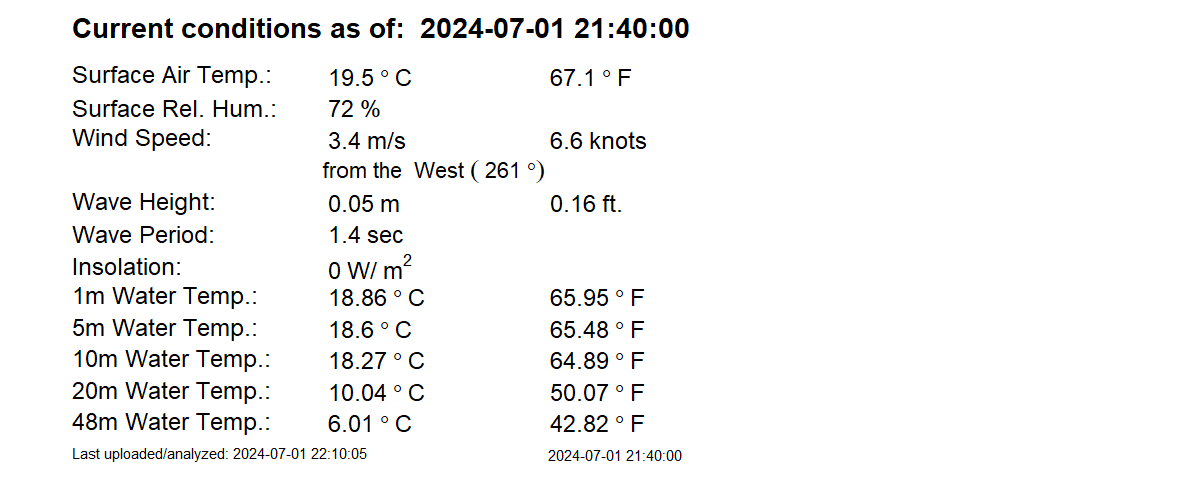 Current conditions as of:  2024-07-01 21:40:00
Surface Air Temp.: 19.5 ° C 67.1 ° F
Surface Rel. Hum.: 72 %
Wind Speed: 3.4 m/s 6.6 knots
from the  West ( 261 °)
Wave Height: 0.05 m 0.16 ft.
Wave Period: 1.4 sec
Insolation: 0 W/ m²
1m Water Temp.: 18.86 ° C 65.95 ° F
5m Water Temp.: 18.6 ° C 65.48 ° F
10m Water Temp.: 18.27 ° C 64.89 ° F
20m Water Temp.: 10.04 ° C 50.07 ° F
48m Water Temp.: 6.01 ° C 42.82 ° F
Last uploaded/analyzed: 2024-07-01 22:10:05 2024-07-01 21:40:00